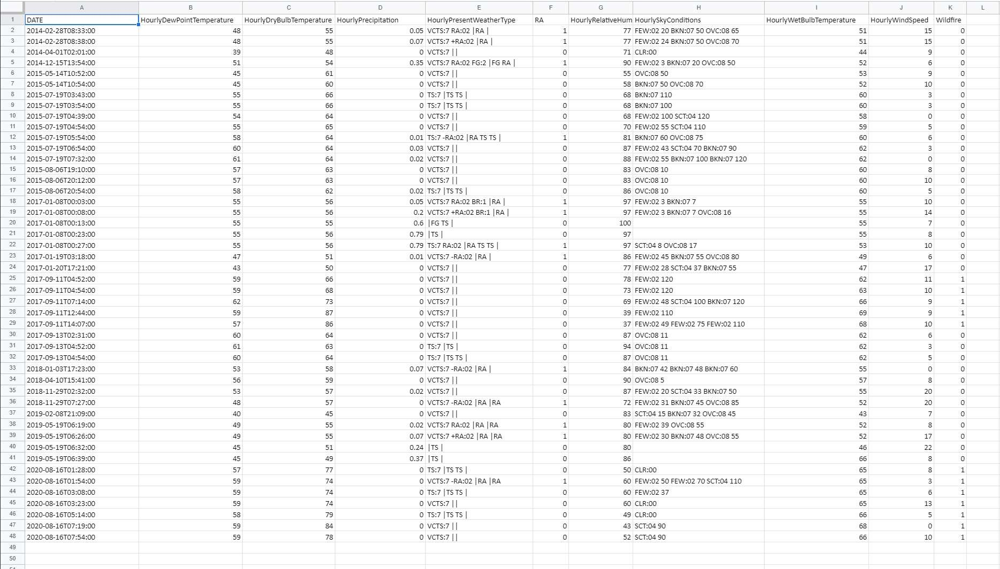 A B C D E F G H I J K L
1 DATE HourlyDewPointTemperature HourlyDryBulbTemperature HourlyPrecipitation HourlyPresentWeatherType RA HourlyRelativeHum HourlySkyConditions HourlyWetBulbTemperature HourlyWindSpeed Wildfire
2 2014-02-28T08:33:00 48 55 0.05 VCTS:7 RA:02 |RA | 1 77 FEW:02 20 BKN:07 50 OVC:08 65 51 15 0
3 2014-02-28T08:38:00 48 55 0.07 VCTS:7 +RA:02 |RA | 1 77 FEW:02 24 BKN:07 50 OVC:08 70 51 15 0
4 2014-04-01T02:01:00 39 48 0 VCTS:7 || 0 71 CLR:00 44 9 0
5 2014-12-15T13:54:00 51 54 0.35 VCTS:7 RA:02 FG:2 |FG RA | 1 90 FEW:02 3 BKN:07 20 OVC:08 50 52 6 0
6 2015-05-14T10:52:00 45 61 0 VCTS:7 || 0 55 OVC:08 50 53 9 0
7 2015-05-14T10:54:00 45 60 0 VCTS:7 || 0 58 BKN:07 50 OVC:08 70 52 10 0
8 2015-07-19T03:43:00 55 66 0 TS:7 |TS TS | 0 68 BKN:07 110 60 3 0
9 2015-07-19T03:54:00 55 66 0 TS:7 |TS TS | 0 68 BKN:07 100 60 3 0
10 2015-07-19T04:39:00 54 64 0 VCTS:7 || 0 68 FEW:02 100 SCT:04 120 58 0 0
11 2015-07-19T04:54:00 55 65 0 VCTS:7 || 0 70 FEW:02 55 SCT:04 110 59 5 0
12 2015-07-19T05:54:00 58 64 0.01 TS:7 -RA:02 |RA TS TS | 1 81 BKN:07 60 OVC:08 75 60 6 0
13 2015-07-19T06:54:00 60 64 0.03 VCTS:7 || 0 87 FEW:02 43 SCT:04 70 BKN:07 90 62 3 0
14 2015-07-19T07:32:00 61 64 0.02 VCTS:7 || 0 88 FEW:02 55 BKN:07 100 BKN:07 120 62 0 0
15 2015-08-06T19:10:00 57 63 0 VCTS:7 || 0 83 OVC:08 10 60 8 0
16 2015-08-06T20:12:00 57 63 0 VCTS:7 || 0 83 OVC:08 10 60 10 0
17 2015-08-06T20:54:00 58 62 0.02 TS:7 |TS TS | 0 86 OVC:08 10 60 5 0
18 2017-01-08T00:03:00 55 56 0.05 VCTS:7 RA:02 BR:1 |RA | 1 97 FEW:02 3 BKN:07 7 55 10 0
19 2017-01-08T00:08:00 55 56 0.2 VCTS:7 +RA:02 BR:1 |RA | 1 97 FEW:02 3 BKN:07 7 OVC:08 16 55 14 0
20 2017-01-08T00:13:00 55 55 0.6 |FG TS | 0 100 55 7 0
21 2017-01-08T00:23:00 55 56 0.79 |TS | 0 97 55 8 0
22 2017-01-08T00:27:00 55 56 0.79 TS:7 RA:02 |RA TS TS | 1 97 SCT:04 8 OVC:08 17 53 10 0
23 2017-01-19T03:18:00 47 51 0.01 VCTS:7 -RA:02 |RA | 1 86 FEW:02 45 BKN:07 55 OVC:08 80 49 6 0
24 2017-01-20T17:21:00 43 50 0 VCTS:7 || 0 77 FEW:02 28 SCT:04 37 BKN:07 55 47 17 0
25 2017-09-11T04:52:00 59 66 0 VCTS:7 || 0 78 FEW:02 120 62 11 1
26 2017-09-11T04:54:00 59 68 0 VCTS:7 || 0 73 FEW:02 120 63 10 1
27 2017-09-11T07:14:00 62 73 0 VCTS:7 || 0 69 FEW:02 48 SCT:04 100 BKN:07 120 66 9 1
28 2017-09-11T12:44:00 59 87 0 VCTS:7 || 0 39 FEW:02 110 69 9 1
29 2017-09-11T14:07:00 57 86 0 VCTS:7 || 0 37 FEW:02 49 FEW:02 75 FEW:02 110 68 10 1
30 2017-09-13T02:31:00 60 64 0 VCTS:7 || 0 87 OVC:08 11 62 6 0
31 2017-09-13T04:52:00 61 63 0 TS:7 |TS | 0 94 OVC:08 11 62 3 0
32 2017-09-13T04:54:00 60 64 0 TS:7 |TS TS | 0 87 OVC:08 11 62 5 0
33 2018-01-03T17:23:00 53 58 0.07 VCTS:7 -RA:02 |RA | 1 84 BKN:07 42 BKN:07 48 BKN:07 60 55 0 0
34 2018-04-10T15:41:00 56 59 0 VCTS:7 || 0 90 OVC:08 5 57 8 0
35 2018-11-29T02:32:00 53 57 0.02 VCTS:7 || 0 87 FEW:02 20 SCT:04 33 BKN:07 50 55 20 0
36 2018-11-29T07:27:00 48 57 0 VCTS:7 -RA:02 |RA |RA 1 72 FEW:02 31 BKN:07 45 OVC:08 85 52 20 0
37 2019-02-08T21:09:00 40 45 0 VCTS:7 || 0 83 SCT:04 15 BKN:07 32 OVC:08 45 43 7 0
38 2019-05-19T06:19:00 49 55 0.02 VCTS:7 RA:02 |RA |RA 1 80 FEW:02 39 OVC:08 55 52 8 0
39 2019-05-19T06:26:00 49 55 0.07 VCTS:7 +RA:02 |RA |RA 1 80 FEW:02 30 BKN:07 48 OVC:08 55 52 17 0
40 2019-05-19T06:32:00 45 51 0.24 |TS | 0 80 46 22 0
41 2019-05-19T06:39:00 45 49 0.37 |TS | 0 86 66 8 0
42 2020-08-16T01:28:00 57 77 0 TS:7 |TS TS | 0 50 CLR:00 65 8 1
43 2020-08-16T01:54:00 59 74 0 VCTS:7 -RA:02 |RA |RA 1 60 FEW:02 50 FEW:02 70 SCT:04 110 65 3 1
44 2020-08-16T03:08:00 59 74 0 TS:7 |TS TS | 0 60 FEW:02 37 65 6 1
45 2020-08-16T03:23:00 59 74 0 VCTS:7 || 0 60 CLR:00 65 13 1
46 2020-08-16T05:14:00 58 79 0 TS:7 |TS TS | 0 49 CLR:00 66 5 1
47 2020-08-16T07:19:00 59 84 0 VCTS:7 || 0 43 SCT:04 90 68 0 1
48 2020-08-16T07:54:00 59 78 0 VCTS:7 || 0 52 SCT:04 90 66 10 1
49
50